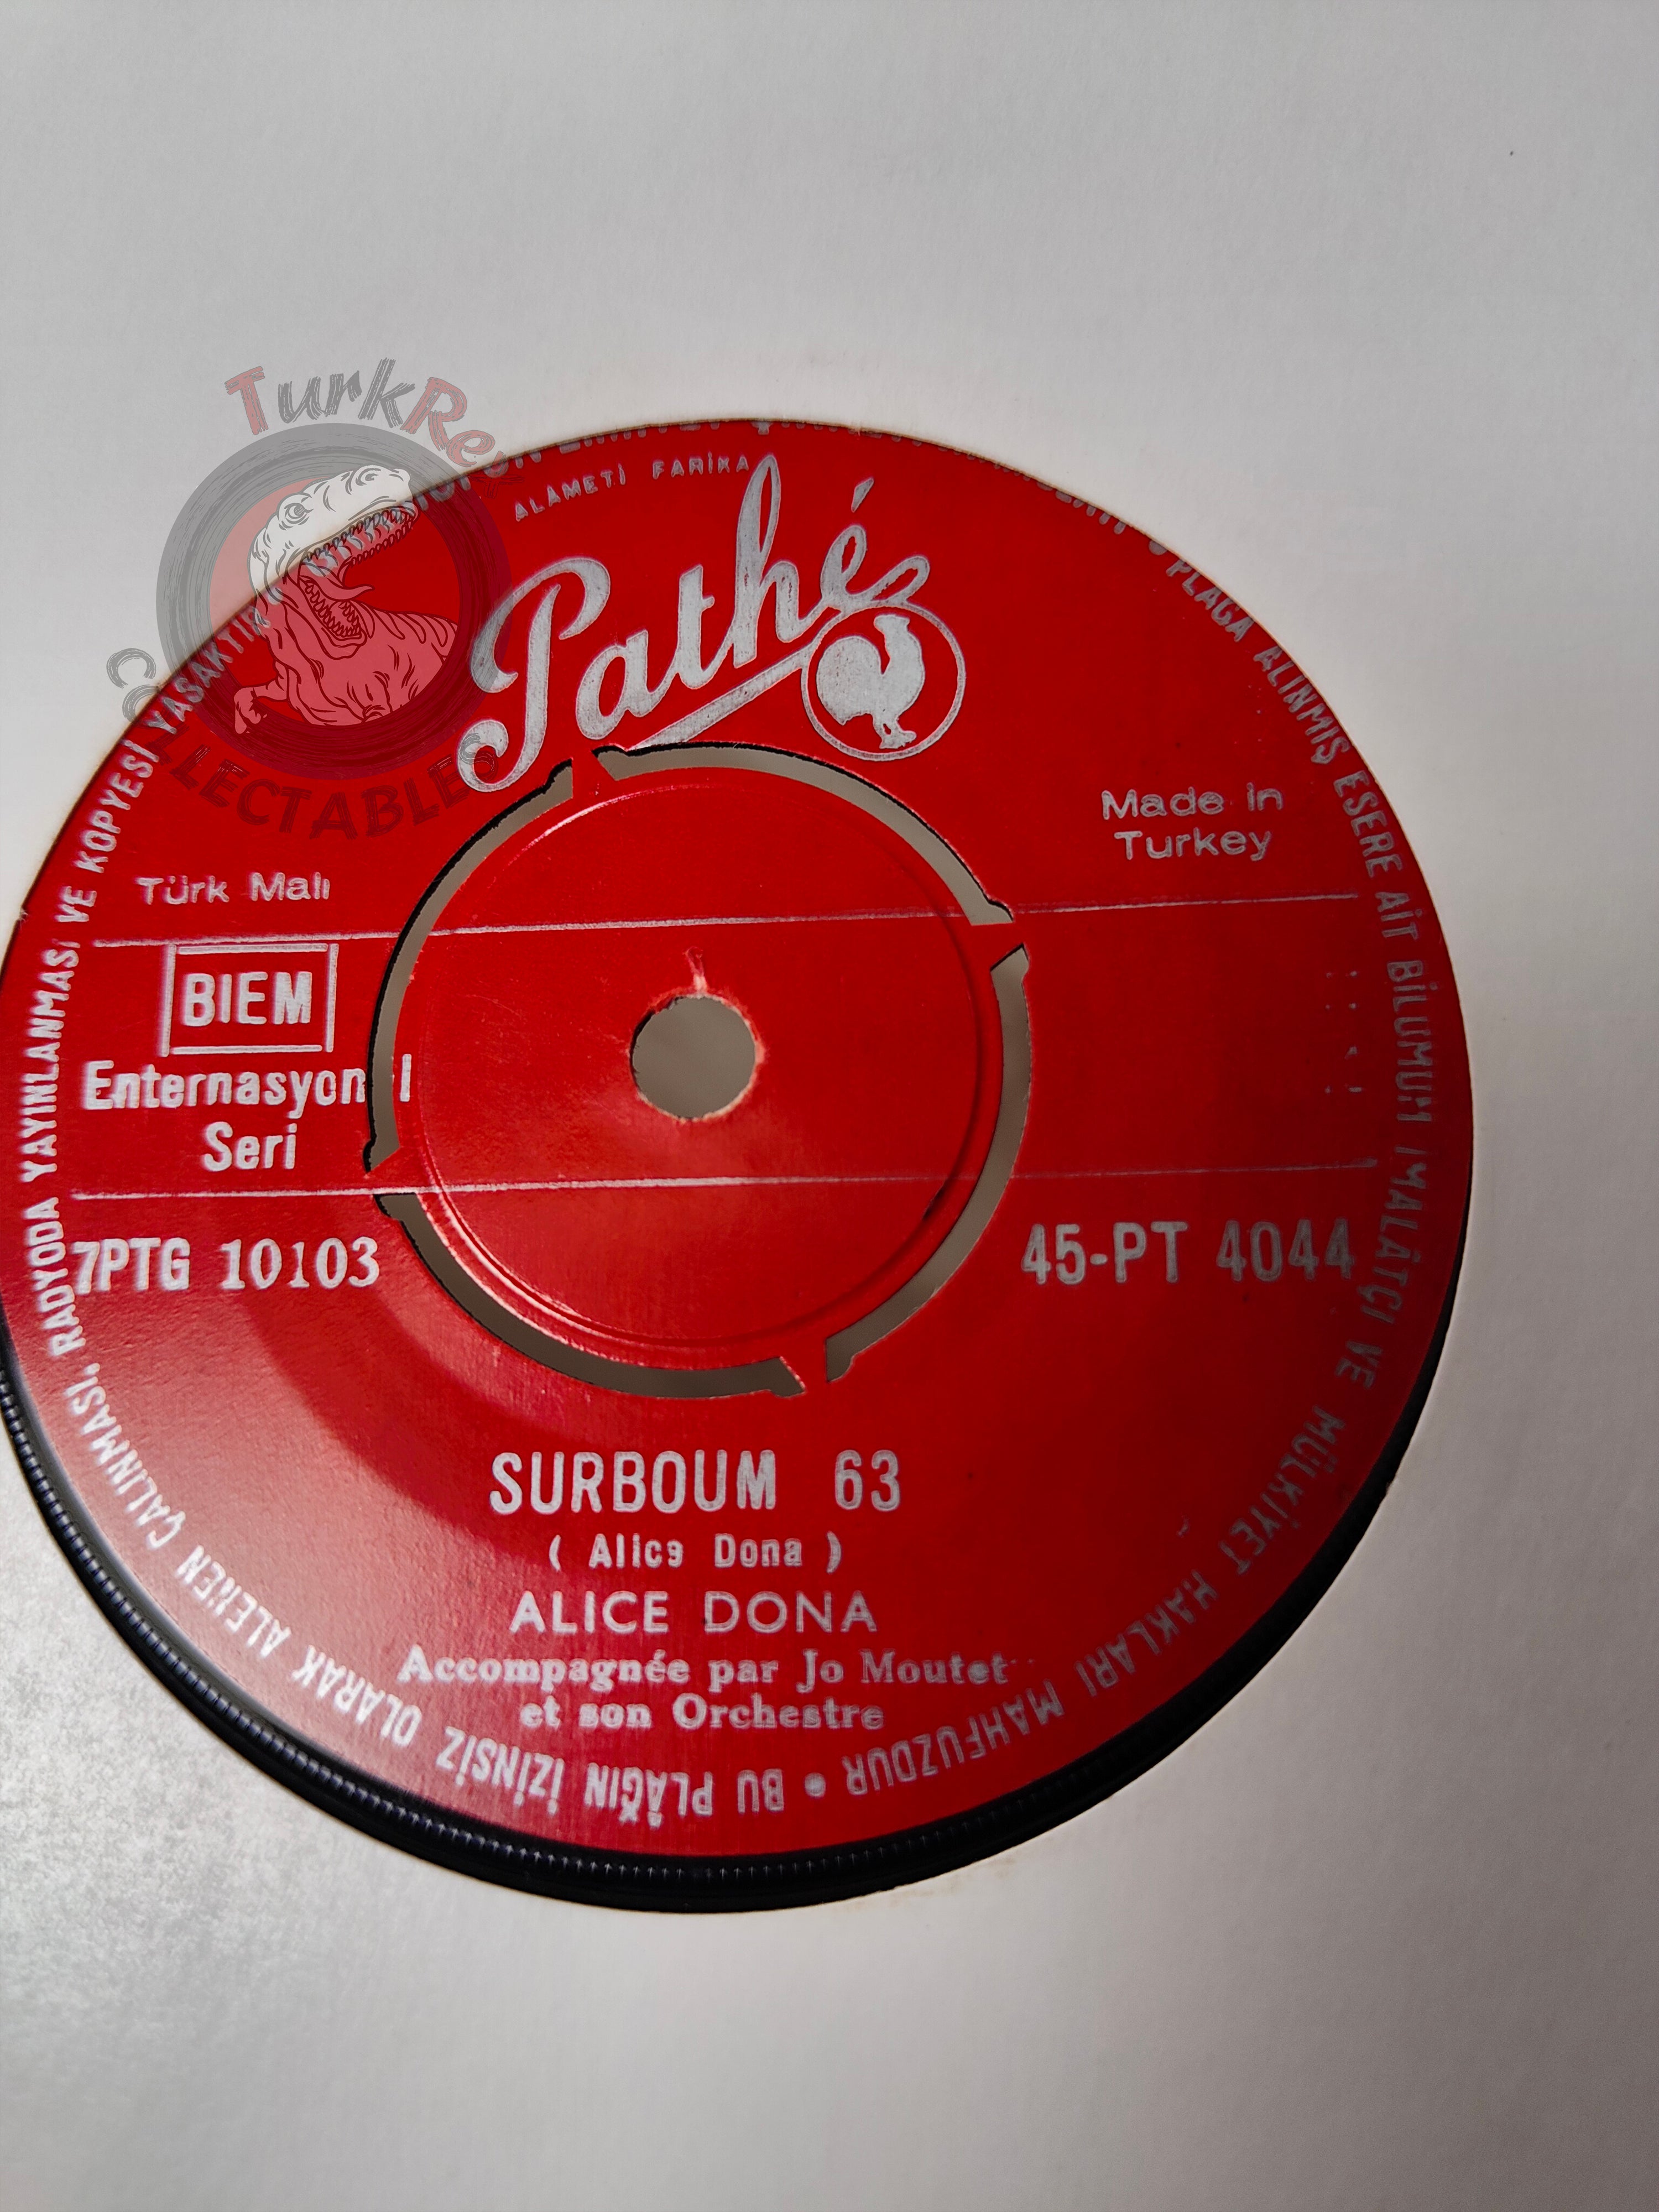 TurkRex
COLLECTABLES
ALAMETİ FARİKA
Pathé
Made in
Turkey
Türk Malı
BIEM
Enternasyon l
Seri
7PTG 10103
45-PT 4044
SURBOUM 63
( Alice Dona )
ALICE DONA
Accompagnée par Jo Moutet
et son Orchestre
• PLAĞA ALINMIŞ ESERE AİT BİLUMUM İMALÂTÇI VE MÜLKİYET HAKLARI MAHFUZDUR • BU PLÂĞIN İZİNSİZ OLARAK ALENEN ÇALINMASI, RADYODA YAYINLANMASI VE KOPYESİ YASAKTIR